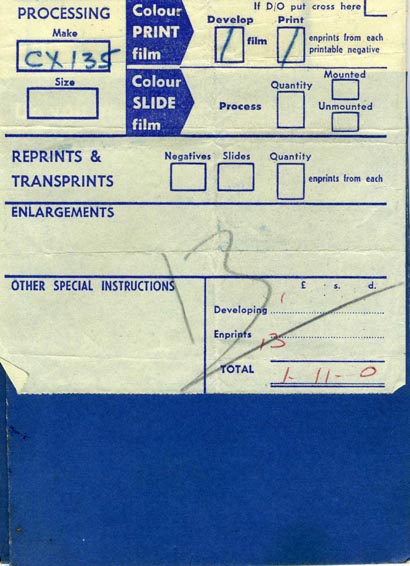 If D/O put cross here
PROCESSING
Make
CX135
Size
Colour
PRINT
film
Develop
/
film
Print
/
enprints from each
printable negative
Colour
SLIDE
film
Process
Quantity
Mounted
Unmounted
REPRINTS &
TRANSPRINTS
Negatives
Slides
Quantity
enprints from each
ENLARGEMENTS
13
OTHER SPECIAL INSTRUCTIONS
£ s. d.
Developing
1
Enprints
13
TOTAL
1-11-0